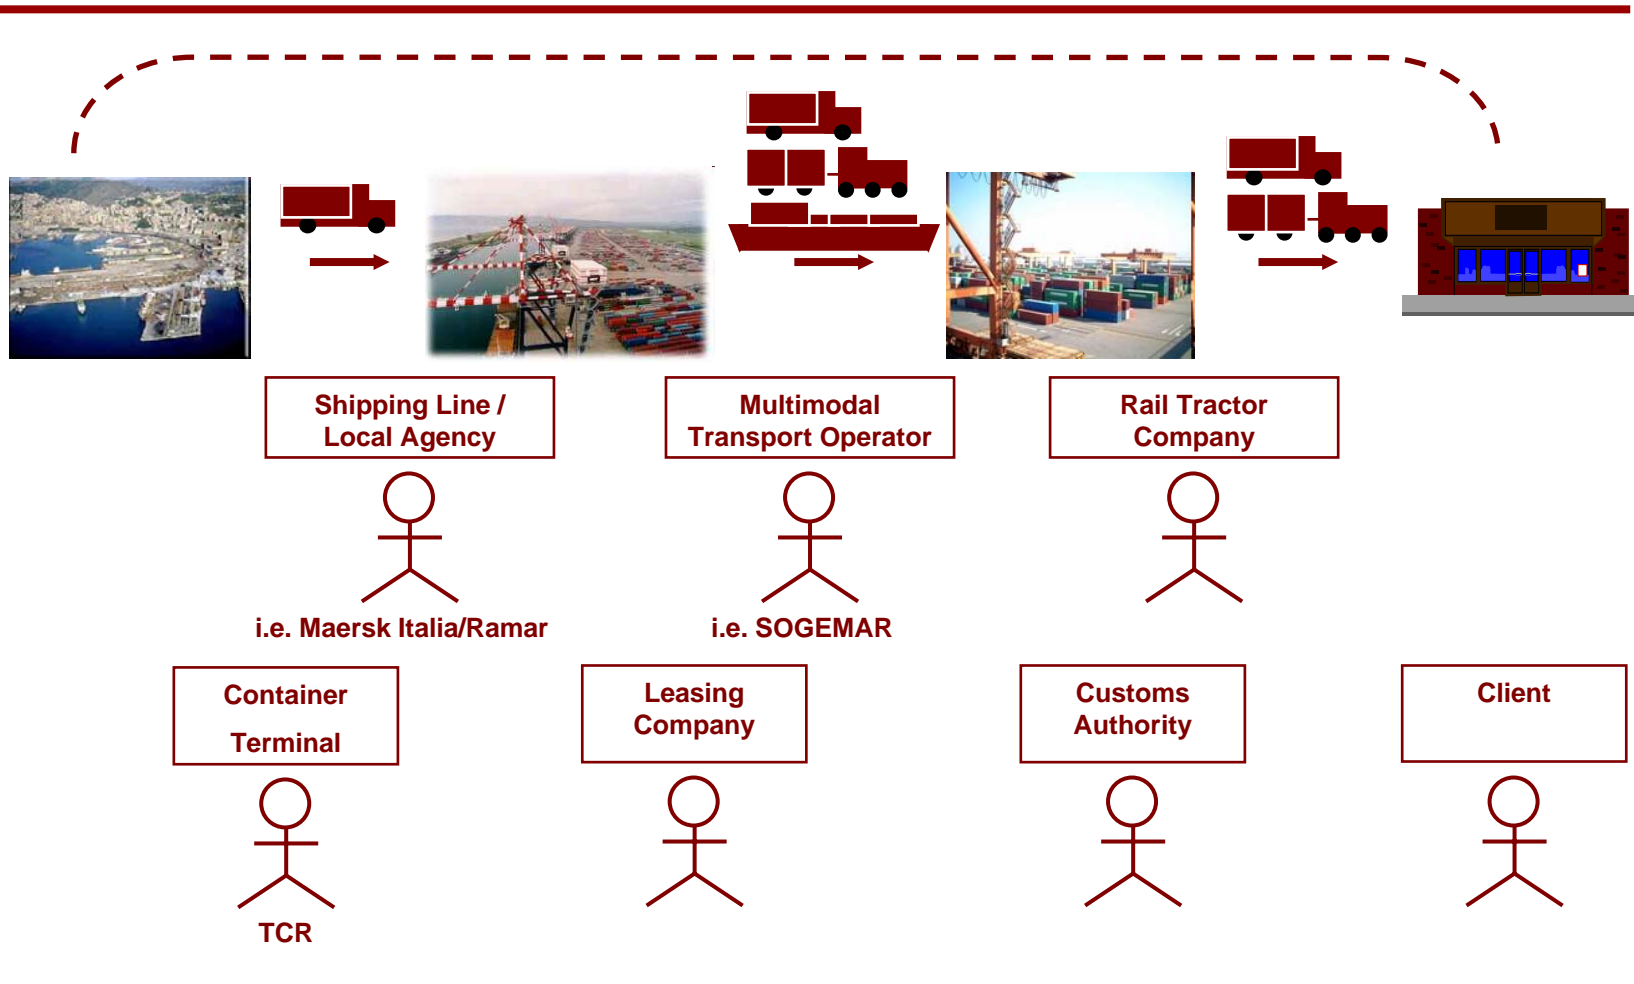 Shipping Line /
Local Agency
Multimodal
Transport Operator
Rail Tractor
Company
i.e. Maersk Italia/Ramar
i.e. SOGEMAR
Container
Terminal
Leasing
Company
Customs
Authority
Client
TCR